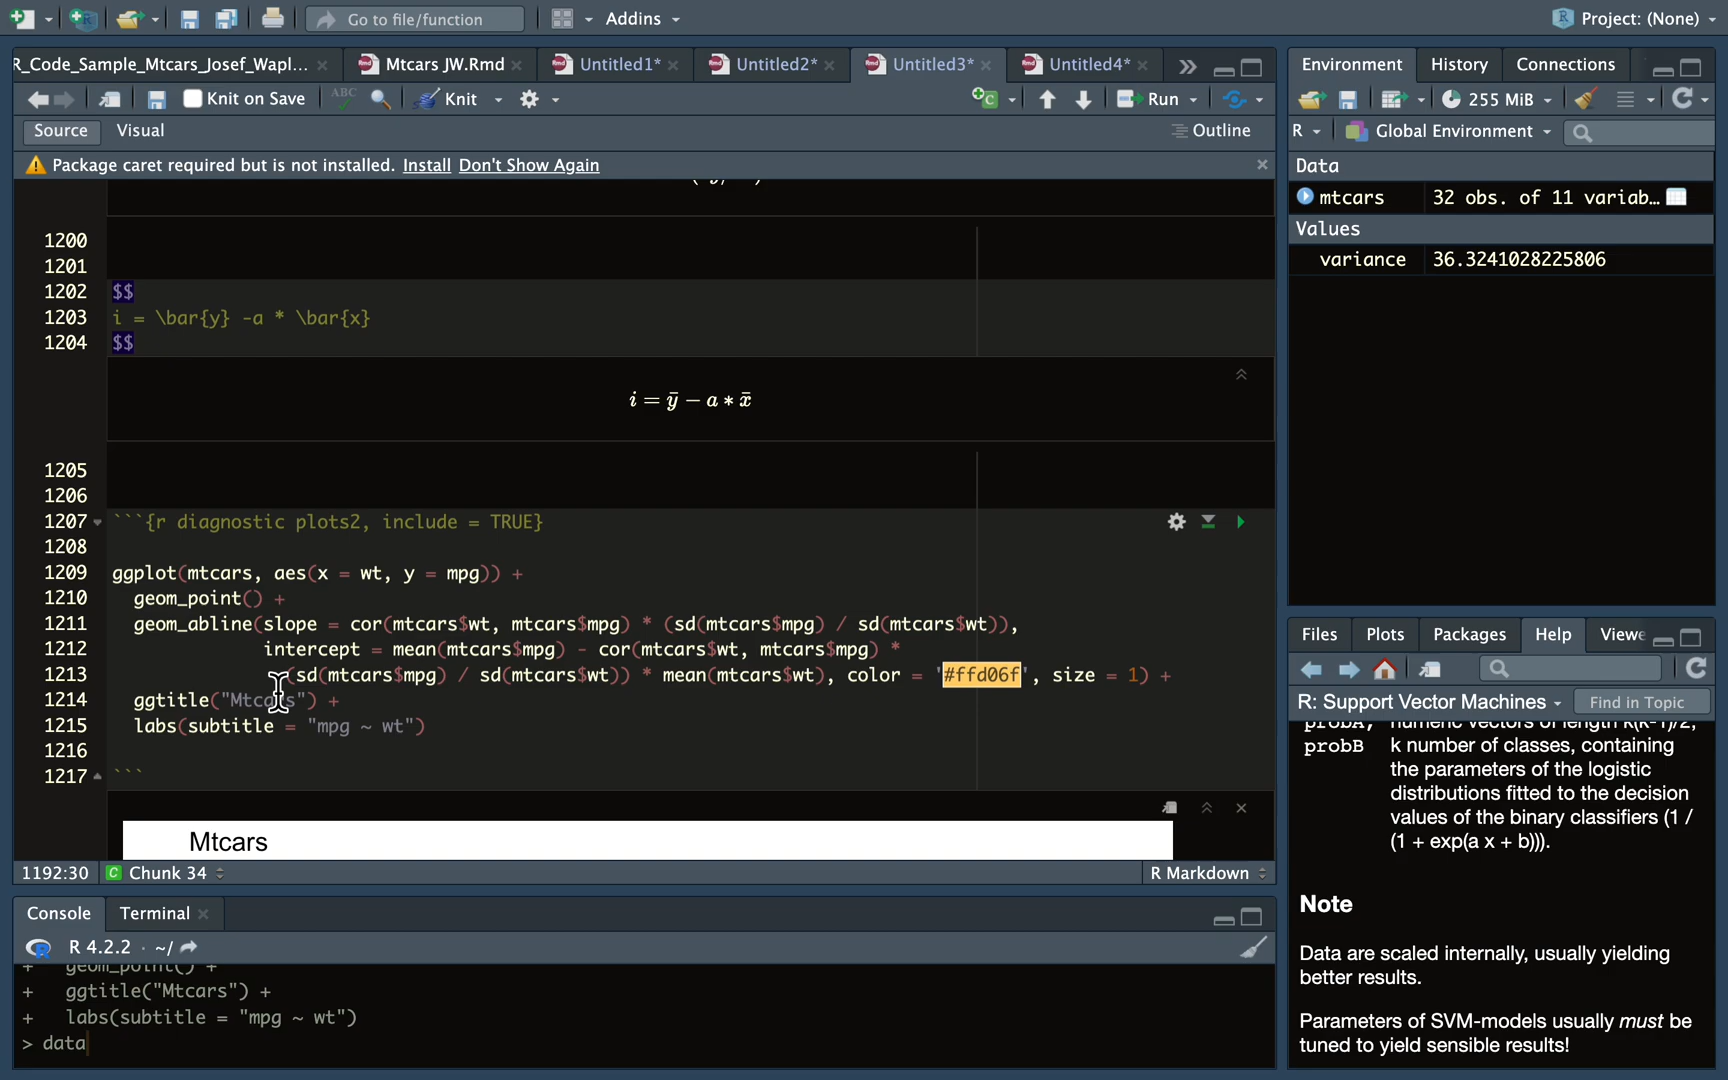 Go to file/function
Addins
Project: (None)
R_Code_Sample_Mtcars_Josef_Wapl...
Mtcars JW.Rmd
Untitled1*
Untitled2*
Untitled3*
Untitled4*
Knit on Save
ABC
Knit
Run
Source
Visual
Outline
Package caret required but is not installed. Install Don't Show Again
1200
1201
1202 $$
1203 i = \bar{y} -a * \bar{x}
1204 $$
i = ȳ − a ∗ x̄
1205
1206
1207 ```{r diagnostic plots2, include = TRUE}
1208
1209 ggplot(mtcars, aes(x = wt, y = mpg)) +
1210 geom_point() +
1211 geom_abline(slope = cor(mtcars$wt, mtcars$mpg) * (sd(mtcars$mpg) / sd(mtcars$wt)),
1212 intercept = mean(mtcars$mpg) - cor(mtcars$wt, mtcars$mpg) *
1213 (sd(mtcars$mpg) / sd(mtcars$wt)) * mean(mtcars$wt), color = '#ffd06f', size = 1) +
1214 ggtitle("Mtcars") +
1215 labs(subtitle = "mpg ~ wt")
1216
1217 ```
Mtcars
1192:30
C Chunk 34
R Markdown
Console
Terminal
R 4.2.2 · ~/
+ geom_point() +
+ ggtitle("Mtcars") +
+ labs(subtitle = "mpg ~ wt")
> data
Environment
History
Connections
255 MiB
R
Global Environment
Data
mtcars 32 obs. of 11 variab...
Values
variance 36.3241028225806
Files
Plots
Packages
Help
Viewe
R: Support Vector Machines
Find in Topic
probA, numeric vectors of length k(k-1)/2,
probB k number of classes, containing
the parameters of the logistic
distributions fitted to the decision
values of the binary classifiers (1 /
(1 + exp(a x + b))).
Note
Data are scaled internally, usually yielding
better results.
Parameters of SVM-models usually must be
tuned to yield sensible results!